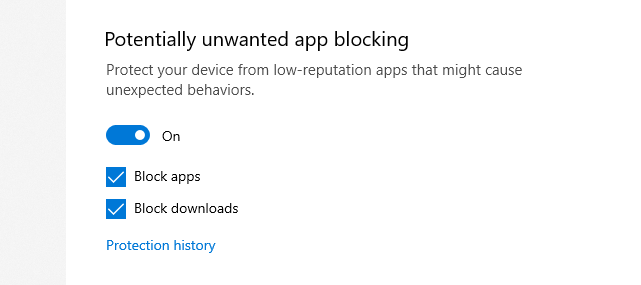 Potentially unwanted app blocking
Protect your device from low-reputation apps that might cause
unexpected behaviors.
On
Block apps
Block downloads
Protection history